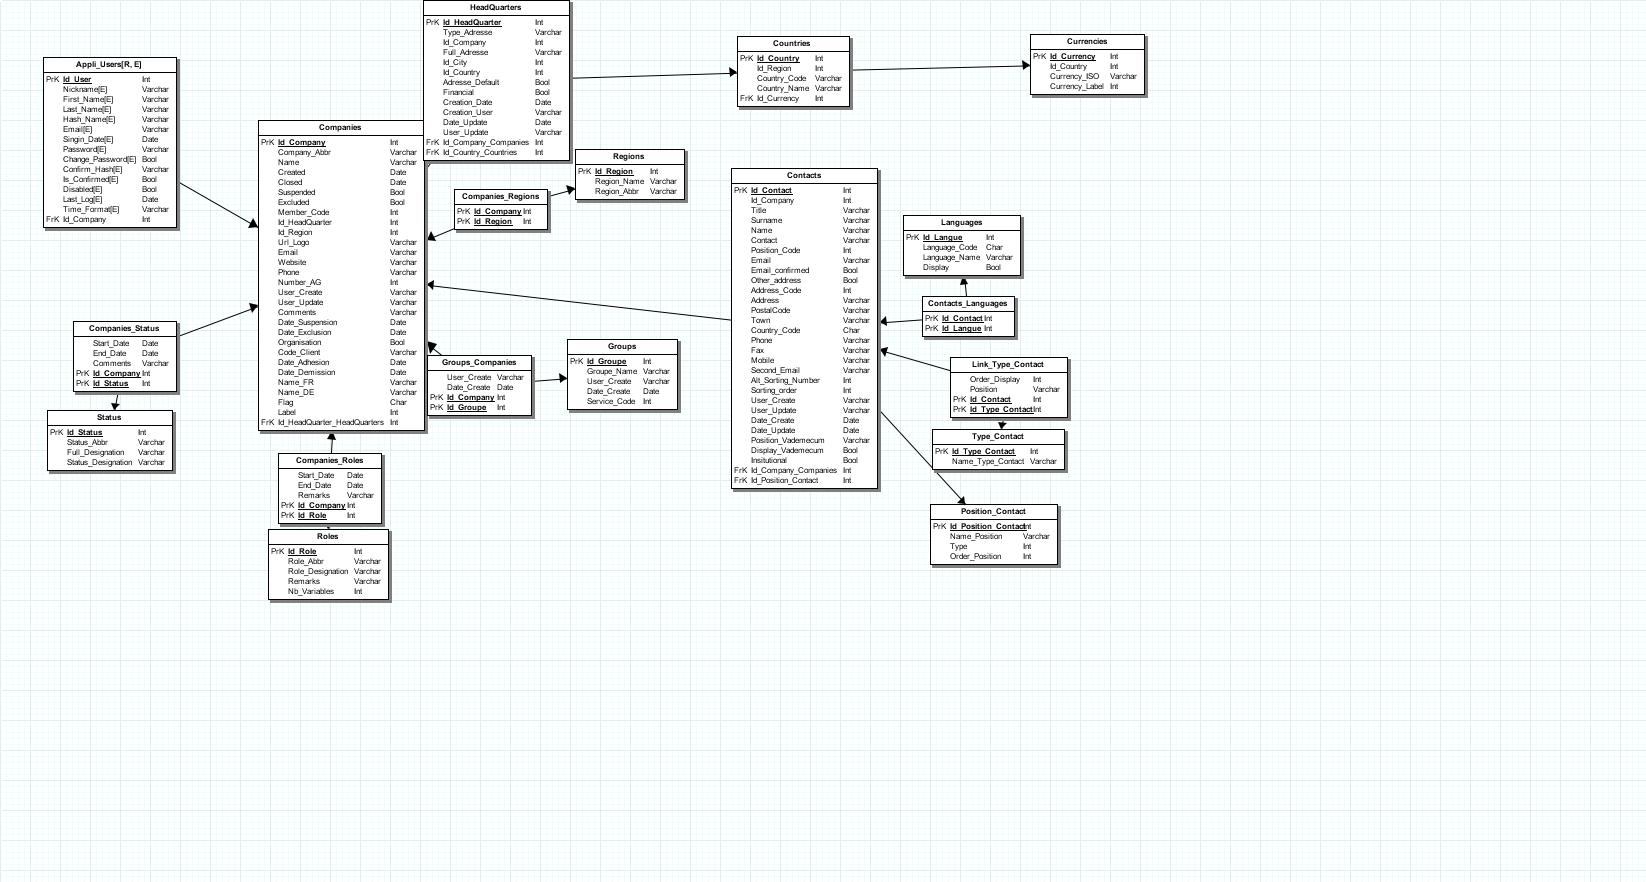 HeadQuarters
PrK Id_HeadQuarter Int
Type_Adresse Varchar
Id_Company Int
Full_Adresse Varchar
Id_City Int
Id_Country Int
Adresse_Default Bool
Financial Bool
Creation_Date Date
Creation_User Varchar
Date_Update Date
User_Update Varchar
FrK Id_Company_Companies Int
FrK Id_Country_Countries Int
Countries
PrK Id_Country Int
Id_Region Int
Country_Code Varchar
Country_Name Varchar
FrK Id_Currency Int
Currencies
PrK Id_Currency Int
Id_Country Int
Currency_ISO Varchar
Currency_Label Int
Appli_Users[R, E]
PrK Id_User Int
Nickname[E] Varchar
First_Name[E] Varchar
Last_Name[E] Varchar
Hash_Name[E] Varchar
Email[E] Varchar
Singin_Date[E] Date
Password[E] Varchar
Change_Password[E] Bool
Confirm_Hash[E] Varchar
Is_Confirmed[E] Bool
Disabled[E] Bool
Last_Log[E] Date
Time_Format[E] Varchar
FrK Id_Company Int
Companies
PrK Id_Company Int
Company_Abbr Varchar
Name Varchar
Created Date
Closed Date
Suspended Bool
Excluded Bool
Member_Code Int
Id_HeadQuarter Int
Id_Region Int
Url_Logo Varchar
Email Varchar
Website Varchar
Phone Varchar
Number_AG Int
User_Create Varchar
User_Update Varchar
Comments Varchar
Date_Suspension Date
Date_Exclusion Date
Organisation Bool
Code_Client Varchar
Date_Adhesion Date
Date_Demission Date
Name_FR Varchar
Name_DE Varchar
Flag Char
Label Int
FrK Id_HeadQuarter_HeadQuarters Int
Regions
PrK Id_Region Int
Region_Name Varchar
Region_Abbr Varchar
Companies_Regions
PrK Id_Company Int
PrK Id_Region Int
Contacts
PrK Id_Contact Int
Id_Company Int
Title Varchar
Surname Varchar
Name Varchar
Contact Varchar
Position_Code Int
Email Varchar
Email_confirmed Bool
Other_address Bool
Address_Code Int
Address Varchar
PostalCode Varchar
Town Varchar
Country_Code Char
Phone Varchar
Fax Varchar
Mobile Varchar
Second_Email Varchar
Alt_Sorting_Number Int
Sorting_order Int
User_Create Varchar
User_Update Varchar
Date_Create Date
Date_Update Date
Position_Vademecum Varchar
Display_Vademecum Bool
Insitutional Bool
FrK Id_Company_Companies Int
FrK Id_Position_Contact Int
Languages
PrK Id_Langue Int
Language_Code Char
Language_Name Varchar
Display Bool
Contacts_Languages
PrK Id_Contact Int
PrK Id_Langue Int
Companies_Status
Start_Date Date
End_Date Date
Comments Varchar
PrK Id_Company Int
PrK Id_Status Int
Groups_Companies
User_Create Varchar
Date_Create Date
PrK Id_Company Int
PrK Id_Groupe Int
Groups
PrK Id_Groupe Int
Groupe_Name Varchar
User_Create Varchar
Date_Create Date
Service_Code Int
Link_Type_Contact
Order_Display Int
Position Varchar
PrK Id_Contact Int
PrK Id_Type_Contact Int
Status
PrK Id_Status Int
Status_Abbr Varchar
Full_Designation Varchar
Status_Designation Varchar
Type_Contact
PrK Id_Type_Contact Int
Name_Type_Contact Varchar
Companies_Roles
Start_Date Date
End_Date Date
Remarks Varchar
PrK Id_Company Int
PrK Id_Role Int
Position_Contact
PrK Id_Position_Contact Int
Name_Position Varchar
Type Int
Order_Position Int
Roles
PrK Id_Role Int
Role_Abbr Varchar
Role_Designation Varchar
Remarks Varchar
Nb_Variables Int